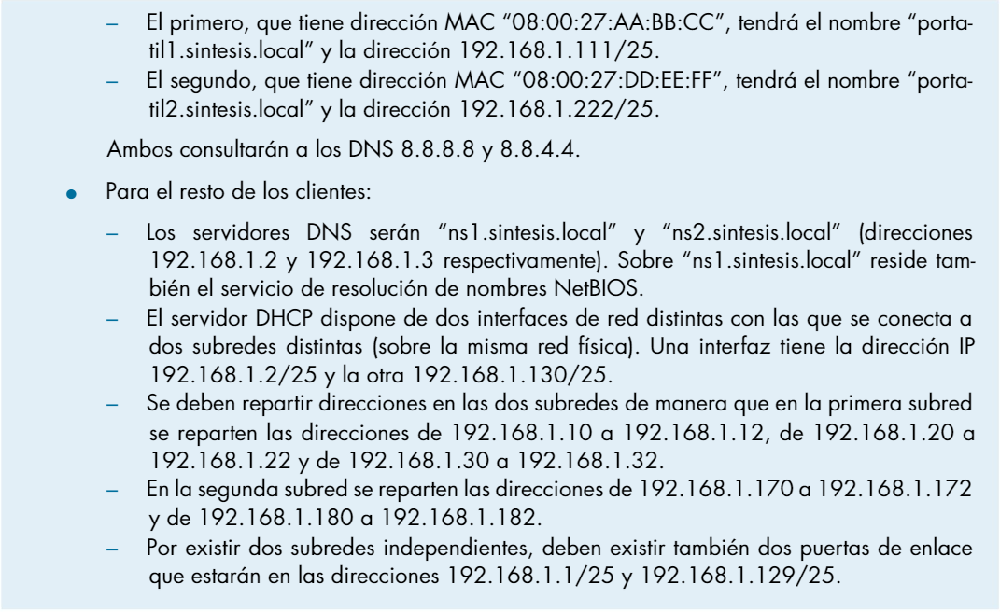 – El primero, que tiene dirección MAC “08:00:27:AA:BB:CC”, tendrá el nombre “porta-
til1.sintesis.local” y la dirección 192.168.1.111/25.
– El segundo, que tiene dirección MAC “08:00:27:DD:EE:FF”, tendrá el nombre “porta-
til2.sintesis.local” y la dirección 192.168.1.222/25.
Ambos consultarán a los DNS 8.8.8.8 y 8.8.4.4.
● Para el resto de los clientes:
– Los servidores DNS serán “ns1.sintesis.local” y “ns2.sintesis.local” (direcciones
192.168.1.2 y 192.168.1.3 respectivamente). Sobre “ns1.sintesis.local” reside tam-
bién el servicio de resolución de nombres NetBIOS.
– El servidor DHCP dispone de dos interfaces de red distintas con las que se conecta a
dos subredes distintas (sobre la misma red física). Una interfaz tiene la dirección IP
192.168.1.2/25 y la otra 192.168.1.130/25.
– Se deben repartir direcciones en las dos subredes de manera que en la primera subred
se reparten las direcciones de 192.168.1.10 a 192.168.1.12, de 192.168.1.20 a
192.168.1.22 y de 192.168.1.30 a 192.168.1.32.
– En la segunda subred se reparten las direcciones de 192.168.1.170 a 192.168.1.172
y de 192.168.1.180 a 192.168.1.182.
– Por existir dos subredes independientes, deben existir también dos puertas de enlace
que estarán en las direcciones 192.168.1.1/25 y 192.168.1.129/25.